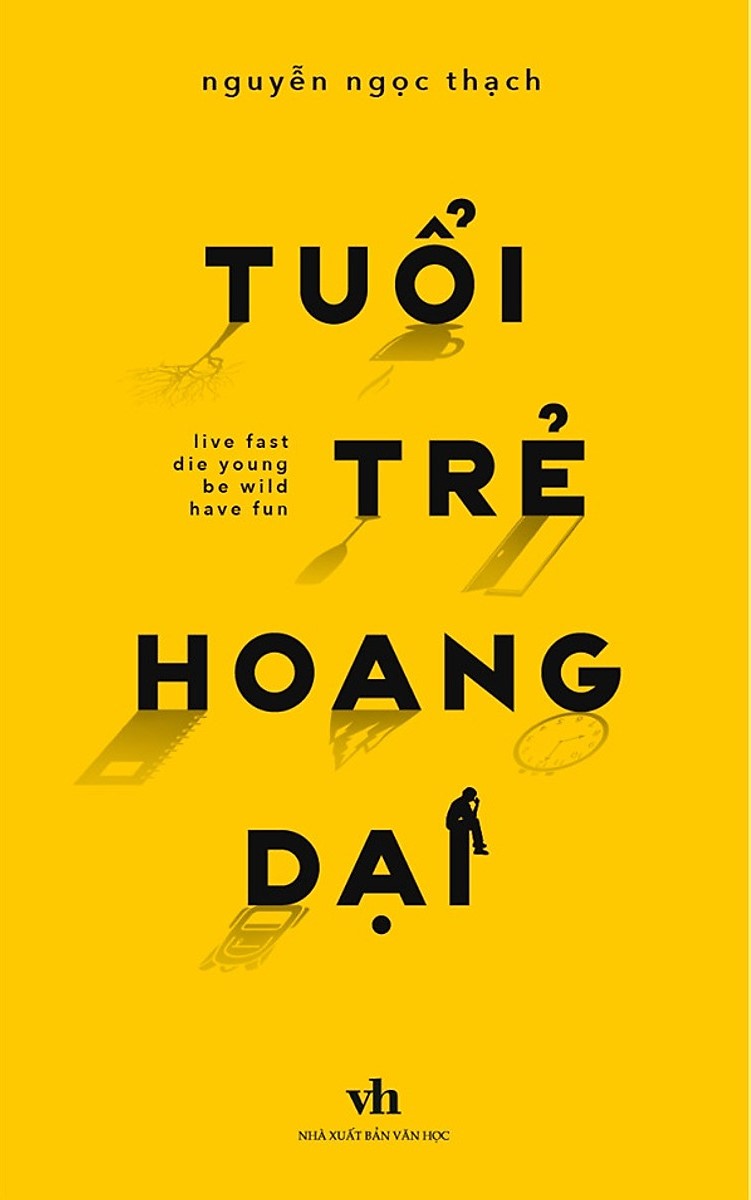 nguyễn ngọc thạch
TUỔI
live fast
die young
be wild
have fun
TRẺ
HOANG
DẠI
vh
NHÀ XUẤT BẢN VĂN HỌC